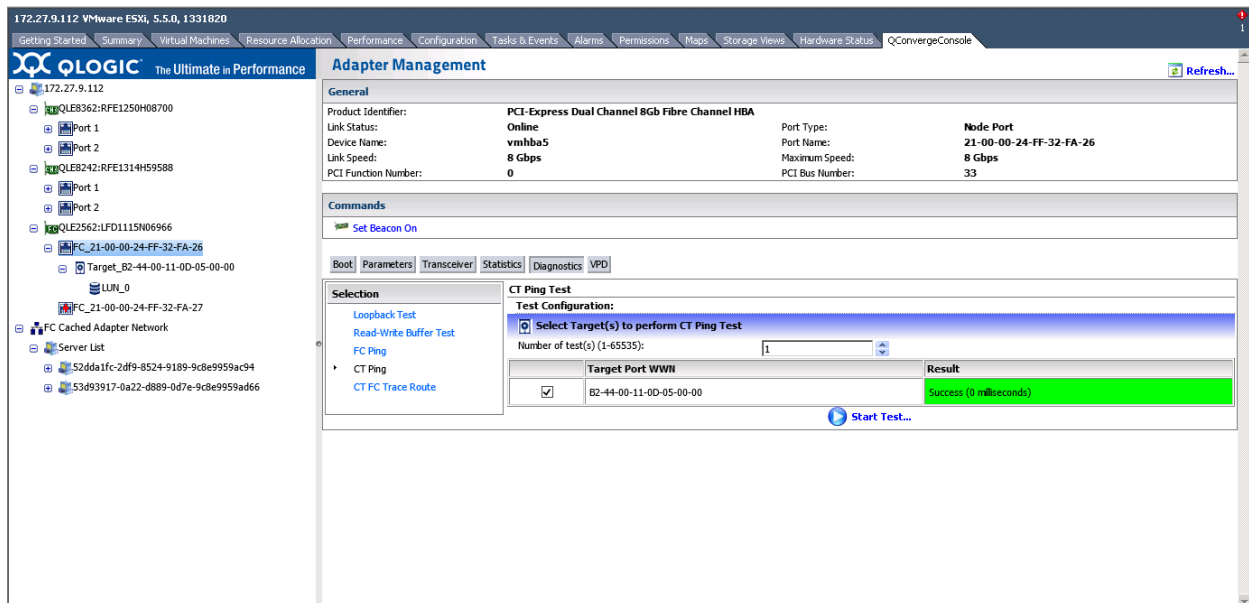 172.27.9.112 VMware ESXi, 5.5.0, 1331820
1
Getting Started Summary Virtual Machines Resource Allocation Performance Configuration Tasks & Events Alarms Permissions Maps Storage Views Hardware Status QConvergeConsole
QLOGIC The Ultimate in Performance
172.27.9.112
QLE8362:RFE1250H08700
Port 1
Port 2
QLE8242:RFE1314H59588
Port 1
Port 2
QLE2562:LFD1115N06966
FC_21-00-00-24-FF-32-FA-26
Target_B2-44-00-11-0D-05-00-00
LUN_0
FC_21-00-00-24-FF-32-FA-27
FC Cached Adapter Network
Server List
52dda1fc-2df9-8524-9189-9c8e9959ac94
53d93917-0a22-d889-0d7e-9c8e9959ad66
Adapter Management
Refresh...
General
Product Identifier: PCI-Express Dual Channel 8Gb Fibre Channel HBA
Link Status: Online Port Type: Node Port
Device Name: vmhba5 Port Name: 21-00-00-24-FF-32-FA-26
Link Speed: 8 Gbps Maximum Speed: 8 Gbps
PCI Function Number: 0 PCI Bus Number: 33
Commands
Set Beacon On
Boot Parameters Transceiver Statistics Diagnostics VPD
Selection
Loopback Test
Read-Write Buffer Test
FC Ping
CT Ping
CT FC Trace Route
CT Ping Test
Test Configuration:
Select Target(s) to perform CT Ping Test
Number of test(s) (1-65535): 1
Target Port WWN Result
B2-44-00-11-0D-05-00-00 Success (0 milliseconds)
Start Test...